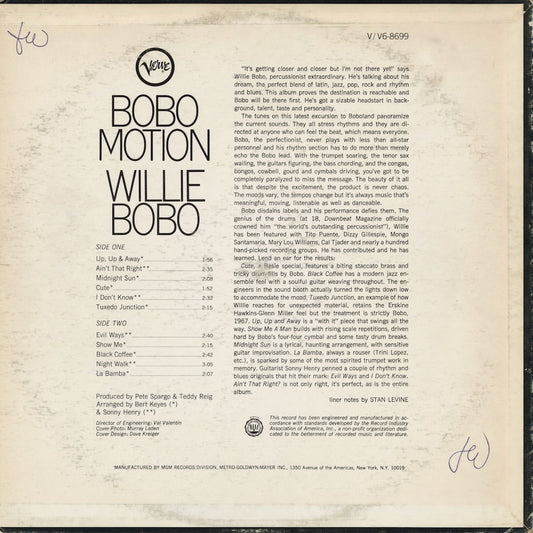 JW
V/V6-8699
Verve
BOBO
MOTION
WILLIE
BOBO
SIDE ONE
Up, Up & Away* 1:56
Ain't That Right** 2:35
Midnight Sun* 2:08
Cute* 1:52
I Don't Know** 2:32
Tuxedo Junction* 2:15
SIDE TWO
Evil Ways** 2:40
Show Me* 2:15
Black Coffee* 2:42
Night Walk** 3:05
La Bamba* 3:07
Produced by Pete Spargo & Teddy Reig
Arranged by Bert Keyes (*)
& Sonny Henry (**)
Director of Engineering: Val Valentin
Cover Photo: Murray Laden
Cover Design: Dave Kreiger
"It's getting closer and closer but I'm not there yet" says
Willie Bobo, percussionist extraordinary. He's talking about his
dream, the perfect blend of latin, jazz, pop, rock and rhythm
and blues. This album proves the destination is reachable and
Bobo will be there first. He's got a sizable headstart in back-
ground, talent, taste and personality.
The tunes on this latest excursion to Boboland panoramize
the current sounds. They all stress rhythms and they are di-
rected at anyone who can feel the beat, which means everyone.
Bobo, the perfectionist, never plays with less than all-star
personnel and his rhythm section has to do more than merely
echo the Bobo lead. With the trumpet soaring, the tenor sax
wailing, the guitars figuring, the bass chording, and the congas,
bongos, cowbell, gourd and cymbals driving, you've got to be
completely paralyzed to miss the message. The beauty of it all
is that despite the excitement, the product is never chaos.
The moods vary, the tempos change but it's always music that's
meaningful, moving, listenable as well as danceable.
Bobo disdains labels and his performance defies them. The
genius of the drums (at 18, Downbeat Magazine officially
crowned him "the world's outstanding percussionist"), Willie
has been featured with Tito Puente, Dizzy Gillespie, Mongo
Santamaria, Mary Lou Williams, Cal Tjader and nearly a hundred
hand-picked recording groups. He has contributed and he has
learned. Lend an ear for the results:
Cute, a Basie special, features a biting staccato brass and
tricky drum fills by Bobo. Black Coffee has a modern jazz en-
semble feel with a soulful guitar weaving throughout. The en-
gineers in the sound booth actually turned the lights down low
to accommodate the mood. Tuxedo Junction, an example of how
Willie reaches for unexpected material, retains the Erskine
Hawkins-Glenn Miller feel but the treatment is strictly Bobo,
1967. Up, Up and Away is a "with it" piece that swings all the
way, Show Me A Man builds with rising scale repetitions, driven
hard by Bobo's four-four cymbal and some tasty drum breaks.
Midnight Sun is a lyrical, haunting arrangement, with sensitive
guitar improvisation. La Bamba, always a rouser (Trini Lopez,
etc.), is sparked by some of the most spirited trumpet work in
memory. Guitarist Sonny Henry penned a couple of rhythm and
blues originals that hit their mark: Evil Ways and I Don't Know.
Ain't That Right? is not only right, it's perfect, as is the entire
album.
liner notes by STAN LEVINE
This record has been engineered and manufactured in ac-
cordance with standards developed by the Record Industry
Association of America, Inc., a non-profit organization dedi-
cated to the betterment of recorded music and literature.
JW
MANUFACTURED BY MGM RECORDS DIVISION, METRO-GOLDWYN-MAYER INC., 1350 Avenue of the Americas, New York, N.Y. 10019